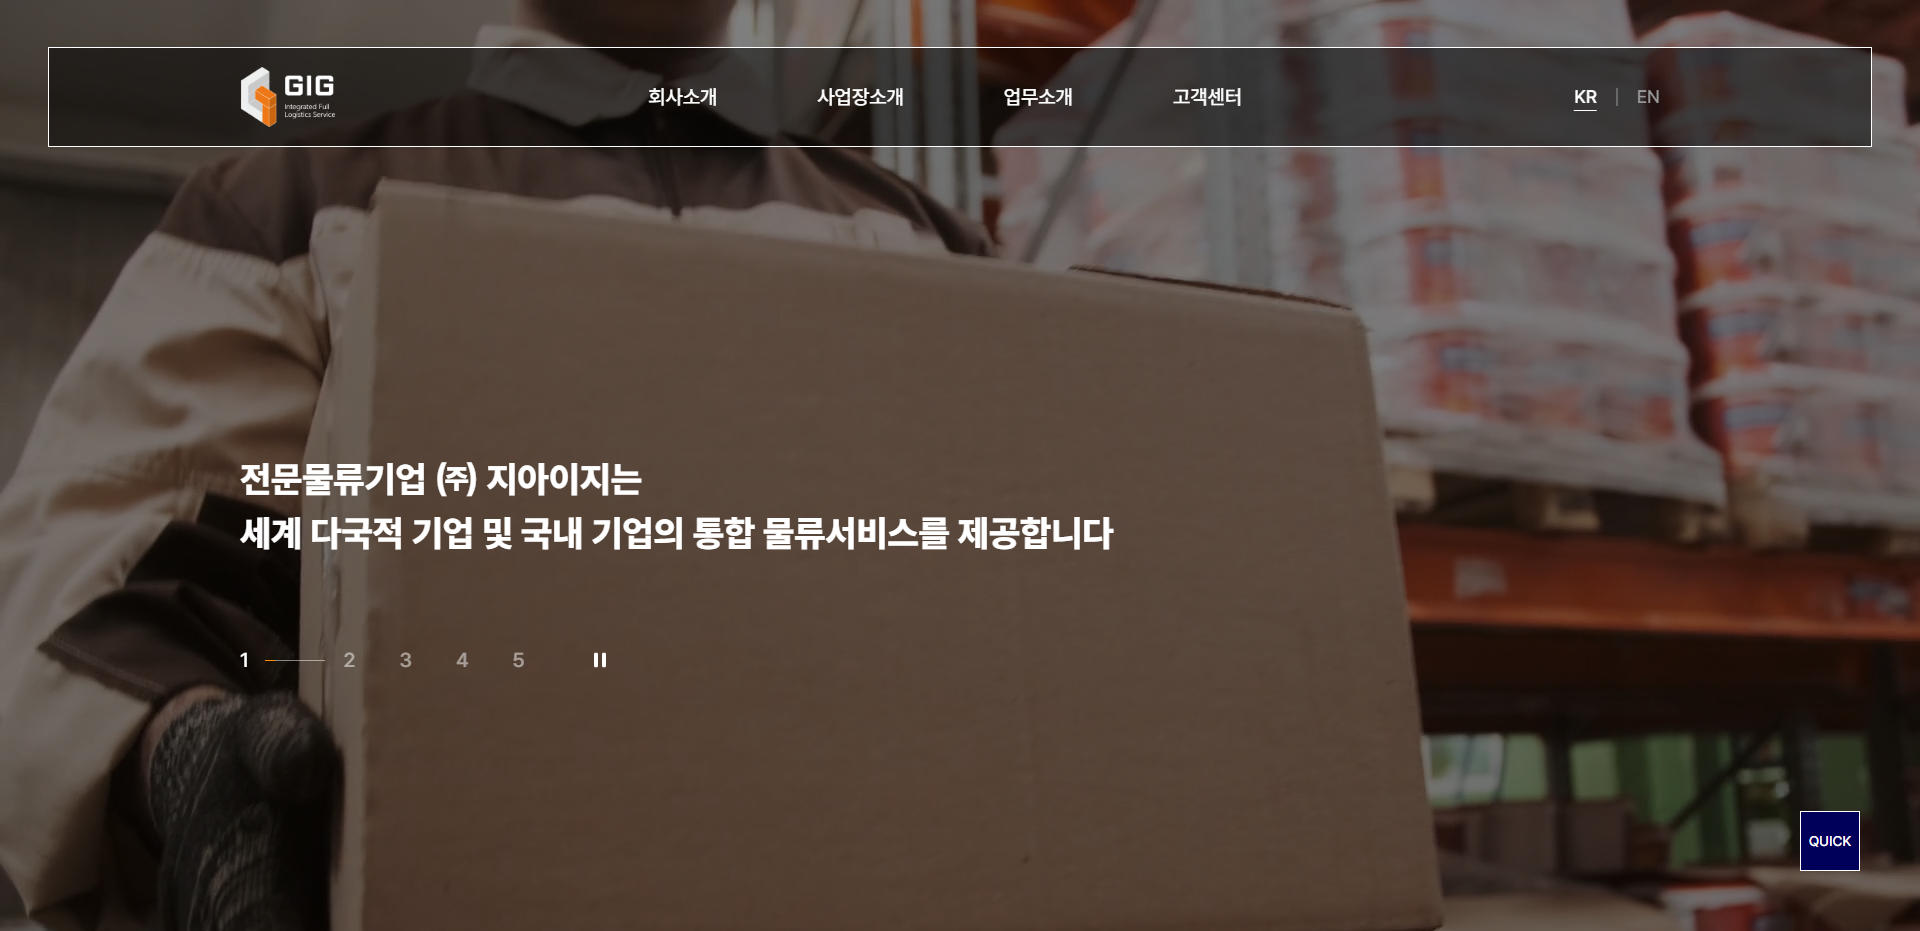 GIG
Integrated Full
Logistics Service
회사소개
사업장소개
업무소개
고객센터
KR
EN
전문물류기업 ㈜ 지아이지는
세계 다국적 기업 및 국내 기업의 통합 물류서비스를 제공합니다
1 2 3 4 5
QUICK